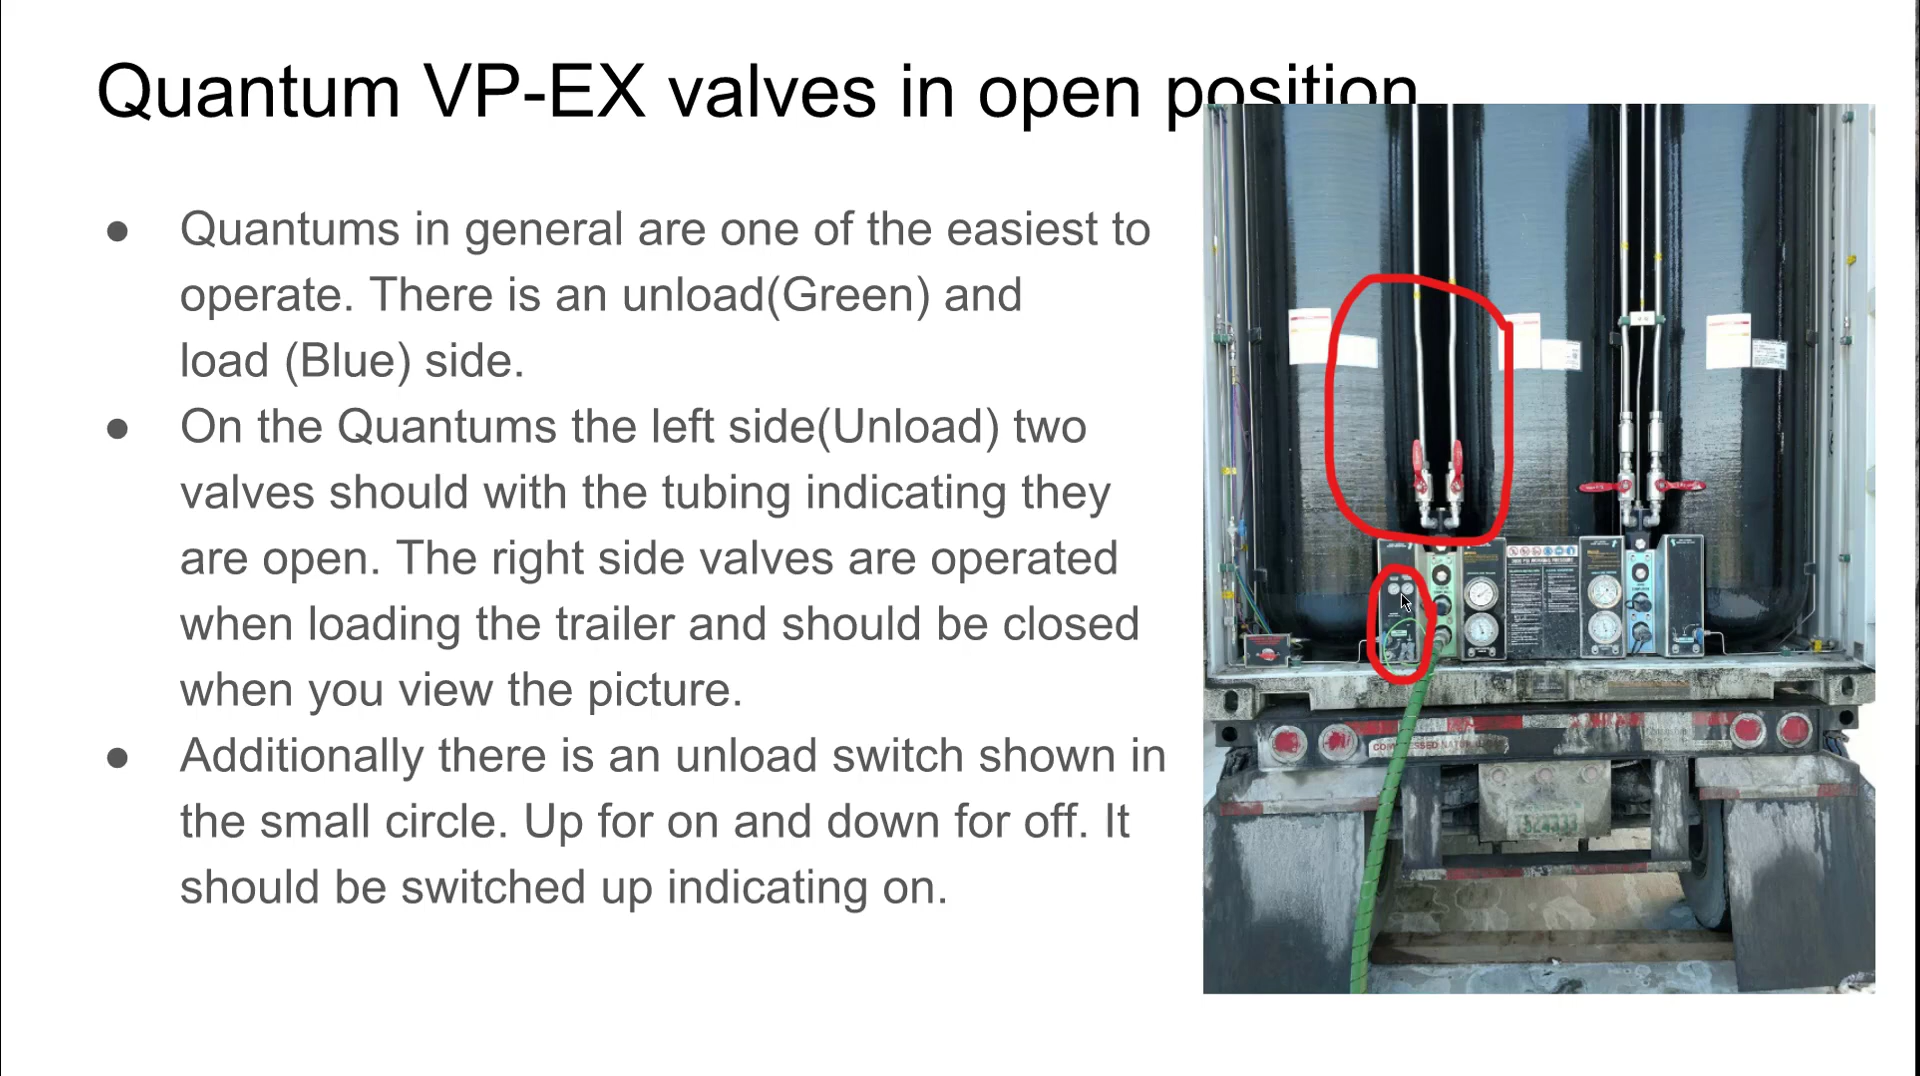 Quantum VP-EX valves in open position
● Quantums in general are one of the easiest to
operate. There is an unload(Green) and
load (Blue) side.
● On the Quantums the left side(Unload) two
valves should with the tubing indicating they
are open. The right side valves are operated
when loading the trailer and should be closed
when you view the picture.
● Additionally there is an unload switch shown in
the small circle. Up for on and down for off. It
should be switched up indicating on.
COMPRESSED NATURAL